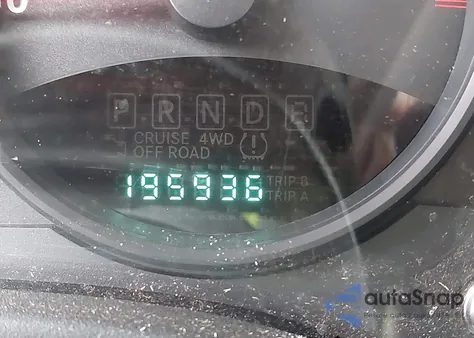 P R N D E
CRUISE 4WD
OFF ROAD
195936 TRIP B
TRIP A
autoSnap